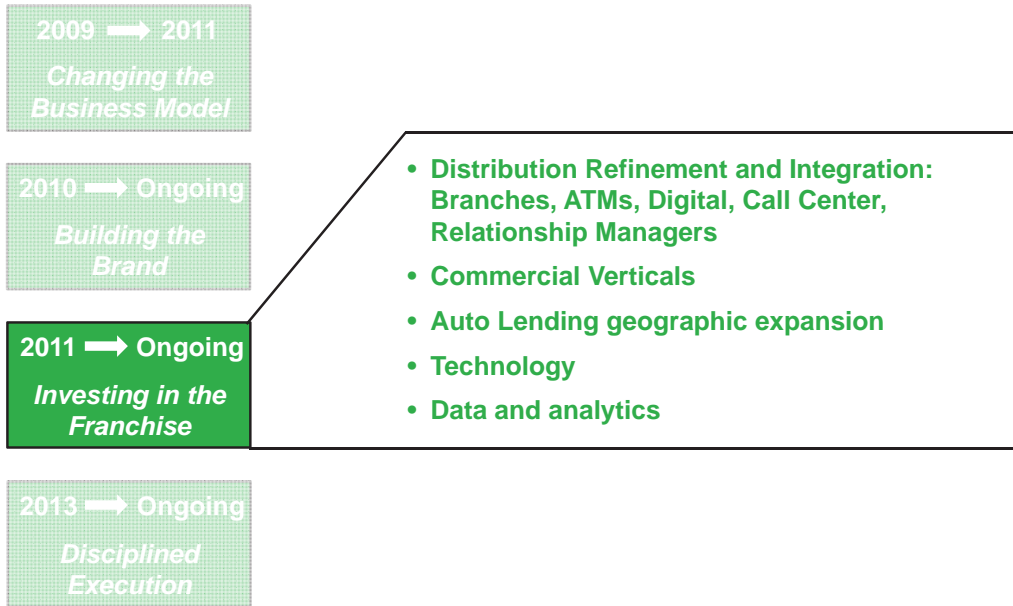 2009 → 2011
Changing the
Business Model
2010 → Ongoing
Building the
Brand
2011 → Ongoing
Investing in the
Franchise
• Distribution Refinement and Integration:
Branches, ATMs, Digital, Call Center,
Relationship Managers
• Commercial Verticals
• Auto Lending geographic expansion
• Technology
• Data and analytics
2013 → Ongoing
Disciplined
Execution